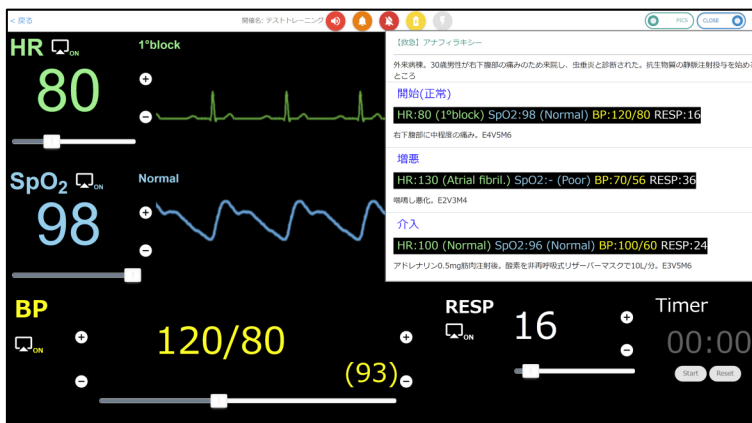 < 戻る
開催名: テストトレーニング
PICS
CLOSE
HR ON
80
1°block
SpO₂ ON
98
Normal
【救急】アナフィラキシー
外来病棟。30歳男性が右下腹部の痛みのため来院し、虫垂炎と診断された。抗生物質の静脈注射投与を始める
ところ
開始(正常)
HR:80 (1°block) SpO2:98 (Normal) BP:120/80 RESP:16
右下腹部に中程度の痛み。E4V5M6
増悪
HR:130 (Atrial fibril.) SpO2:- (Poor) BP:70/56 RESP:36
喘鳴し悪化。E2V3M4
介入
HR:100 (Normal) SpO2:96 (Normal) BP:100/60 RESP:24
アドレナリン0.5mg筋肉注射後。酸素を非再呼吸式リザーバーマスクで10L/分。E3V5M6
BP
ON
120/80
(93)
RESP
ON
16
Timer
00:00
Start
Reset